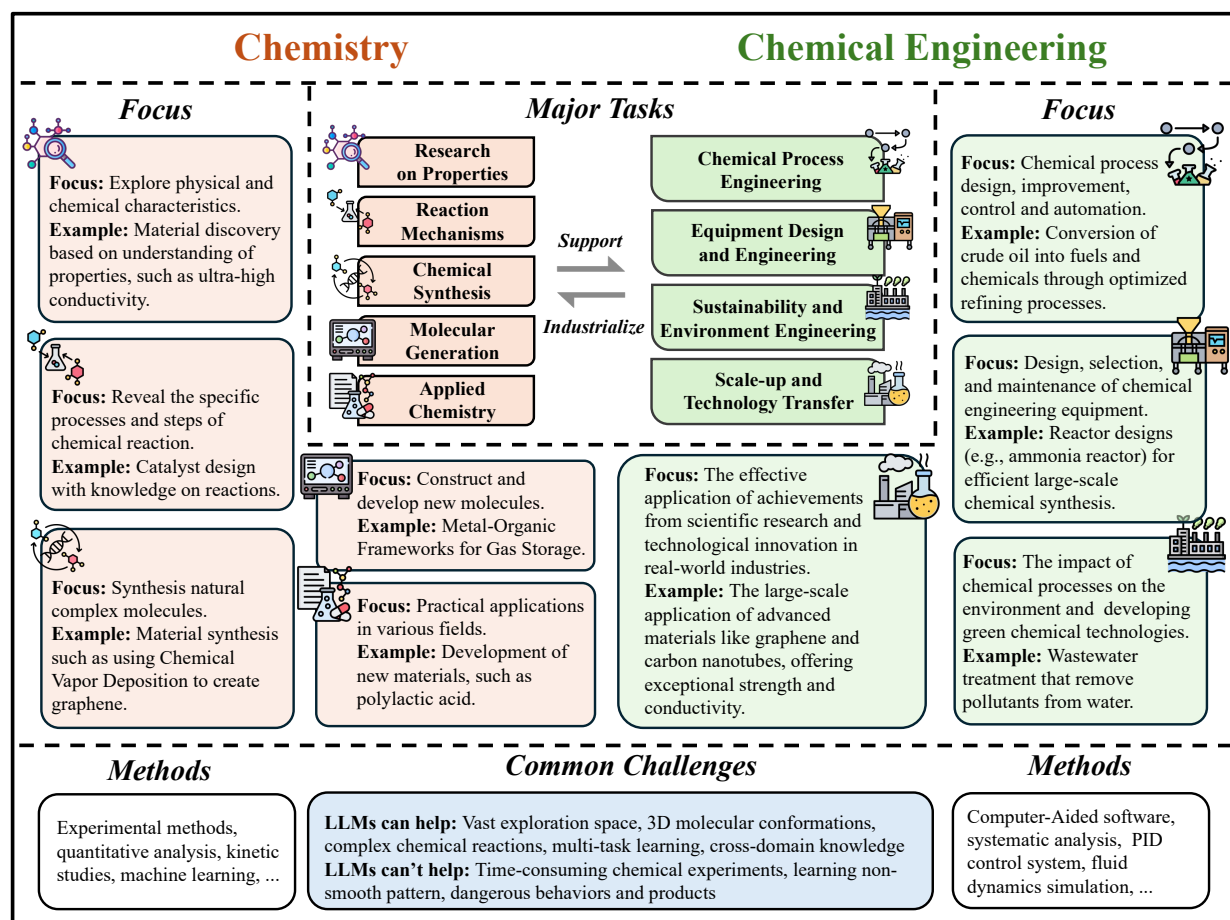 Chemistry
Chemical Engineering
Focus
Focus: Explore physical and
chemical characteristics.
Example: Material discovery
based on understanding of
properties, such as ultra-high
conductivity.
Focus: Reveal the specific
processes and steps of
chemical reaction.
Example: Catalyst design
with knowledge on reactions.
Focus: Synthesis natural
complex molecules.
Example: Material synthesis
such as using Chemical
Vapor Deposition to create
graphene.
Major Tasks
Research
on Properties
Reaction
Mechanisms
Chemical
Synthesis
Molecular
Generation
Applied
Chemistry
Support
Industrialize
Chemical Process
Engineering
Equipment Design
and Engineering
Sustainability and
Environment Engineering
Scale-up and
Technology Transfer
Focus: Construct and
develop new molecules.
Example: Metal-Organic
Frameworks for Gas Storage.
Focus: Practical applications
in various fields.
Example: Development of
new materials, such as
polylactic acid.
Focus: The effective
application of achievements
from scientific research and
technological innovation in
real-world industries.
Example: The large-scale
application of advanced
materials like graphene and
carbon nanotubes, offering
exceptional strength and
conductivity.
Focus
Focus: Chemical process
design, improvement,
control and automation.
Example: Conversion of
crude oil into fuels and
chemicals through optimized
refining processes.
Focus: Design, selection,
and maintenance of chemical
engineering equipment.
Example: Reactor designs
(e.g., ammonia reactor) for
efficient large-scale
chemical synthesis.
Focus: The impact of
chemical processes on the
environment and developing
green chemical technologies.
Example: Wastewater
treatment that remove
pollutants from water.
Methods
Experimental methods,
quantitative analysis, kinetic
studies, machine learning, ...
Common Challenges
LLMs can help: Vast exploration space, 3D molecular conformations,
complex chemical reactions, multi-task learning, cross-domain knowledge
LLMs can't help: Time-consuming chemical experiments, learning non-
smooth pattern, dangerous behaviors and products
Methods
Computer-Aided software,
systematic analysis, PID
control system, fluid
dynamics simulation, ...